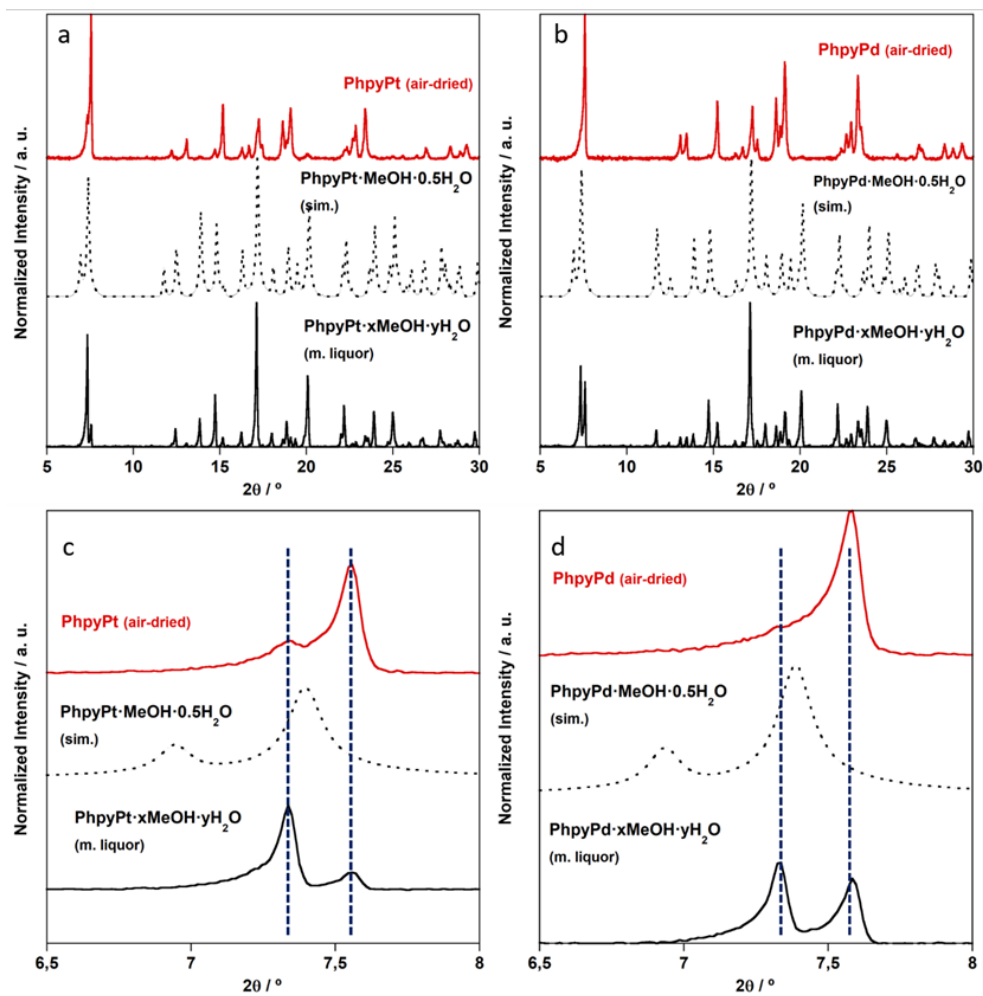 a
PhpyPt (air-dried)
PhpyPt·MeOH·0.5H₂O
(sim.)
PhpyPt·xMeOH·yH₂O
(m. liquor)
Normalized Intensity / a. u.
5 10 15 20 25 30
2θ / º
b
PhpyPd (air-dried)
PhpyPd·MeOH·0.5H₂O
(sim.)
PhpyPd·xMeOH·yH₂O
(m. liquor)
Normalized Intensity / a. u.
5 10 15 20 25 30
2θ / º
c
PhpyPt (air-dried)
PhpyPt·MeOH·0.5H₂O
(sim.)
PhpyPt·xMeOH·yH₂O
(m. liquor)
Normalized Intensity / a. u.
6,5 7 7,5 8
2θ / º
d
PhpyPd (air-dried)
PhpyPd·MeOH·0.5H₂O
(sim.)
PhpyPd·xMeOH·yH₂O
(m. liquor)
Normalized Intensity / a. u.
6,5 7 7,5 8
2θ / º